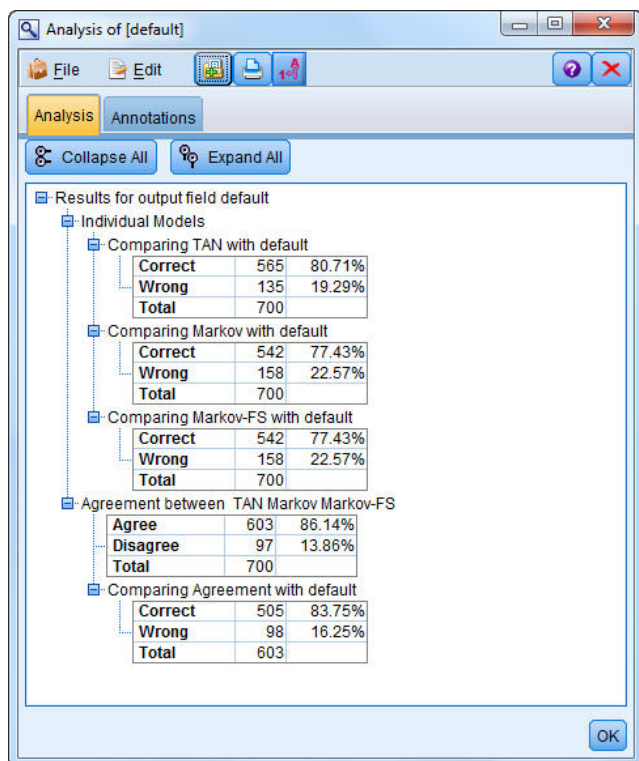 Analysis of [default]
File Edit
Analysis Annotations
Collapse All Expand All
Results for output field default
Individual Models
Comparing TAN with default
Correct 565 80.71%
Wrong 135 19.29%
Total 700
Comparing Markov with default
Correct 542 77.43%
Wrong 158 22.57%
Total 700
Comparing Markov-FS with default
Correct 542 77.43%
Wrong 158 22.57%
Total 700
Agreement between TAN Markov Markov-FS
Agree 603 86.14%
Disagree 97 13.86%
Total 700
Comparing Agreement with default
Correct 505 83.75%
Wrong 98 16.25%
Total 603
OK